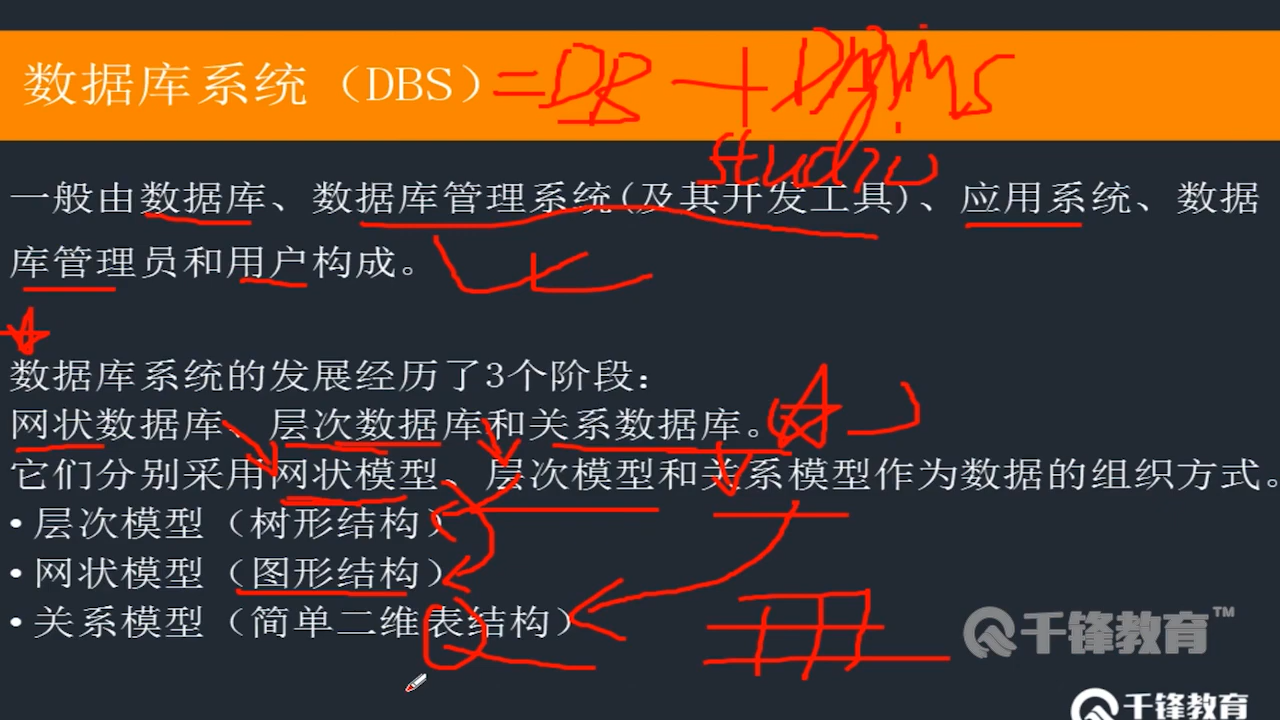 数据库系统（DBS）=DB+DBMS
studio
一般由数据库、数据库管理系统(及其开发工具)、应用系统、数据
库管理员和用户构成。
数据库系统的发展经历了3个阶段：
网状数据库、层次数据库和关系数据库。
它们分别采用网状模型、层次模型和关系模型作为数据的组织方式。
•层次模型（树形结构）
•网状模型（图形结构）
•关系模型（简单二维表结构）
千锋教育™
千锋教育